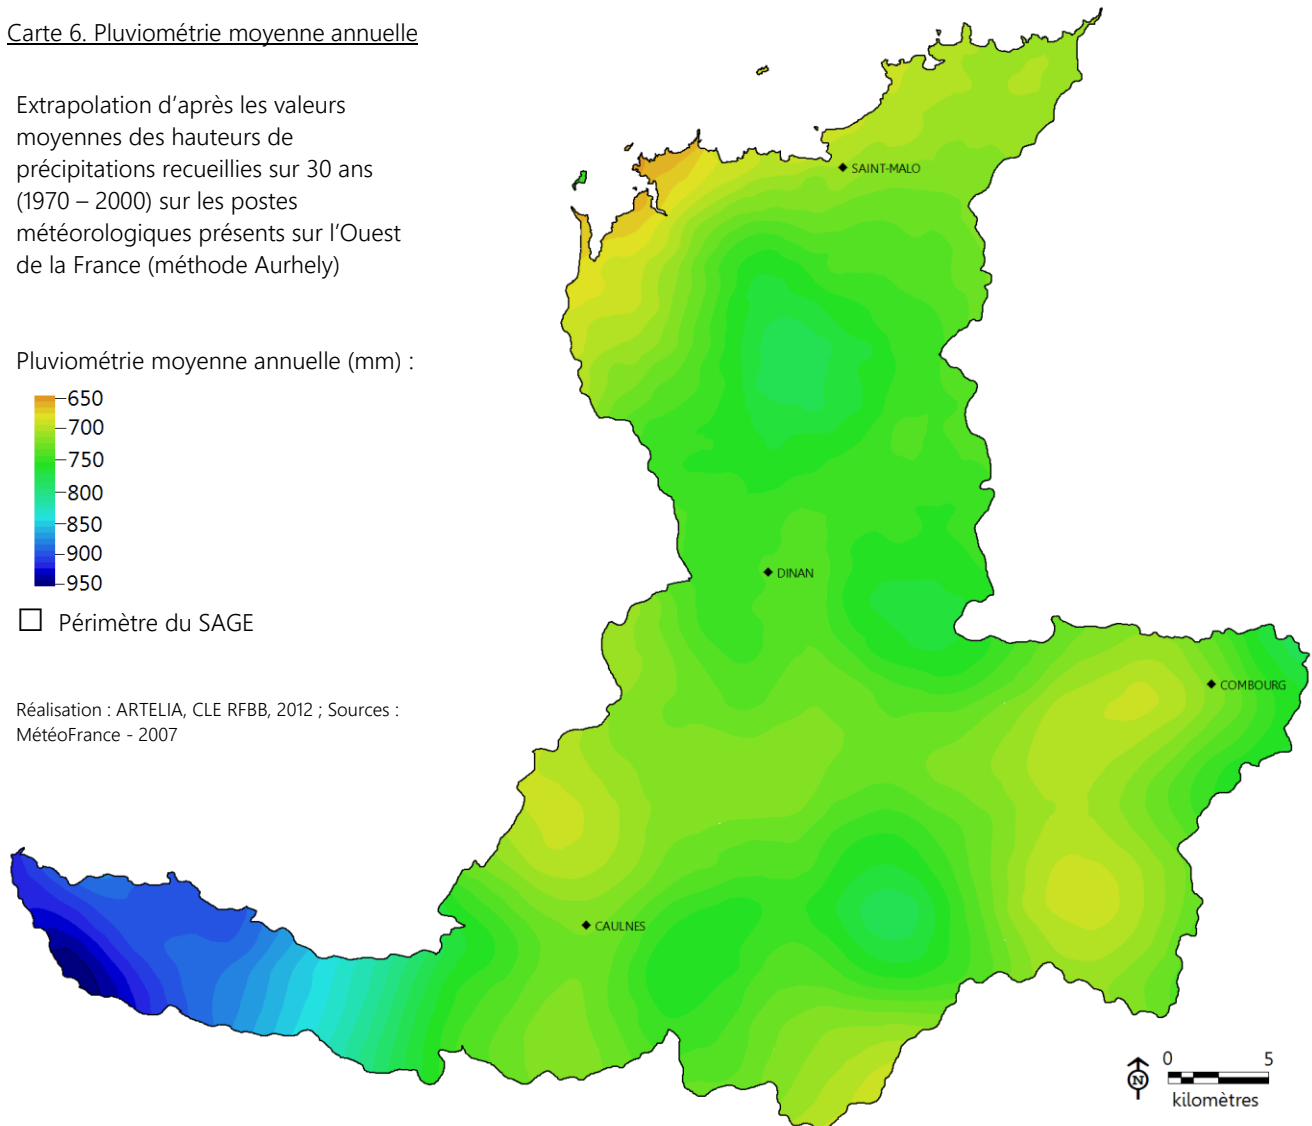 Carte 6. Pluviométrie moyenne annuelle
Extrapolation d'après les valeurs
moyennes des hauteurs de
précipitations recueillies sur 30 ans
(1970 – 2000) sur les postes
météorologiques présents sur l'Ouest
de la France (méthode Aurhely)
Pluviométrie moyenne annuelle (mm) :
650
700
750
800
850
900
950
Périmètre du SAGE
Réalisation : ARTELIA, CLE RFBB, 2012 ; Sources :
MétéoFrance - 2007
SAINT-MALO
DINAN
COMBOURG
CAULNES
N
0 5
kilomètres